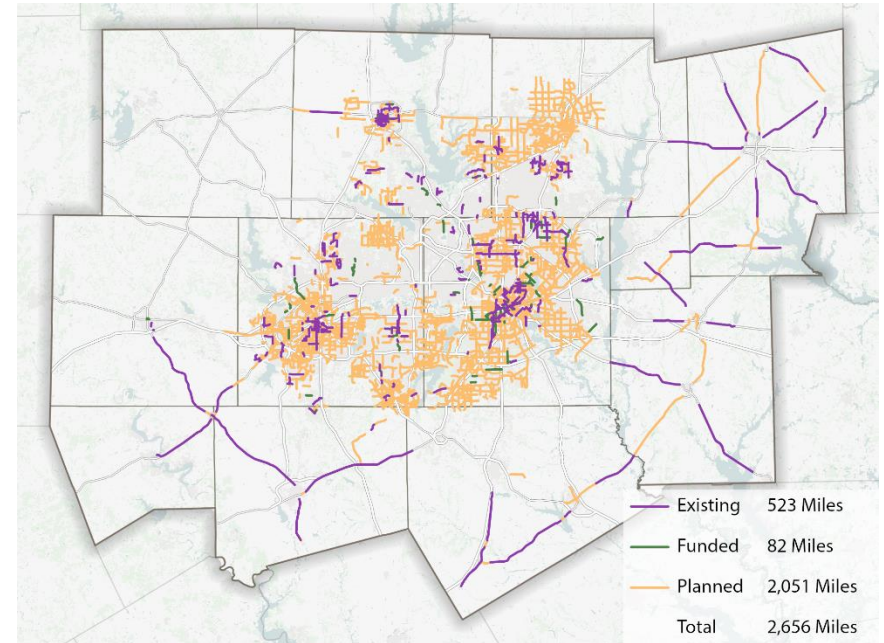 Existing 523 Miles
Funded 82 Miles
Planned 2,051 Miles
Total 2,656 Miles